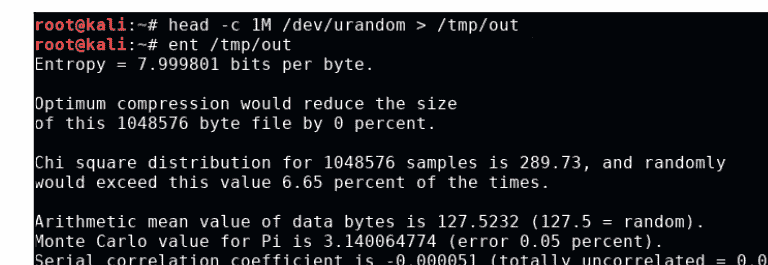 root@kali:~# head -c 1M /dev/urandom > /tmp/out
root@kali:~# ent /tmp/out
Entropy = 7.999801 bits per byte.
Optimum compression would reduce the size
of this 1048576 byte file by 0 percent.
Chi square distribution for 1048576 samples is 289.73, and randomly
would exceed this value 6.65 percent of the times.
Arithmetic mean value of data bytes is 127.5232 (127.5 = random).
Monte Carlo value for Pi is 3.140064774 (error 0.05 percent).
Serial correlation coefficient is -0.000051 (totally uncorrelated = 0.0